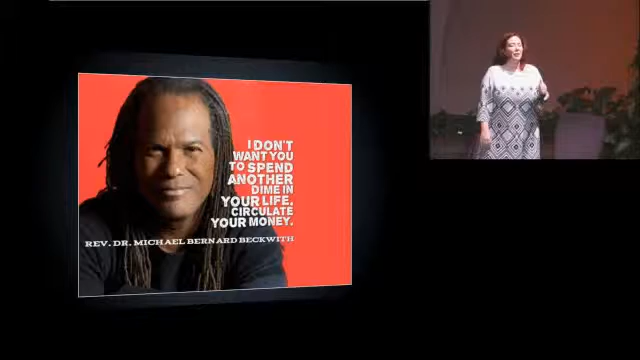 I DON'T
WANT YOU
TO SPEND
ANOTHER
DIME IN
YOUR LIFE.
CIRCULATE
YOUR MONEY.
REV. DR. MICHAEL BERNARD BECKWITH